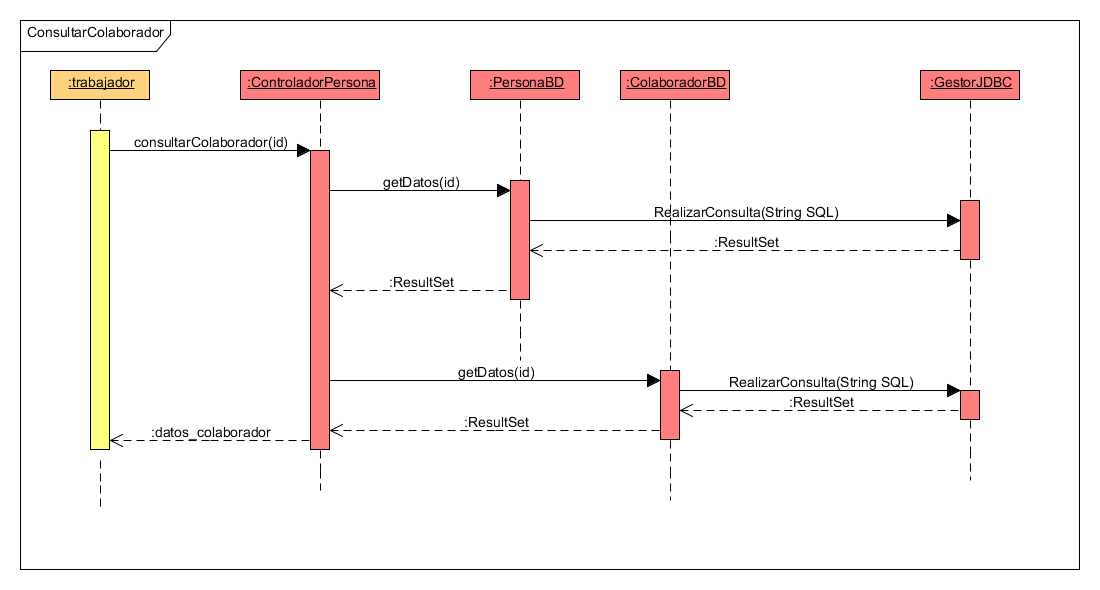 ConsultarColaborador
:trabajador
:ControladorPersona
:PersonaBD
:ColaboradorBD
:GestorJDBC
consultarColaborador(id)
getDatos(id)
RealizarConsulta(String SQL)
:ResultSet
:ResultSet
getDatos(id)
RealizarConsulta(String SQL)
:ResultSet
:ResultSet
:datos_colaborador